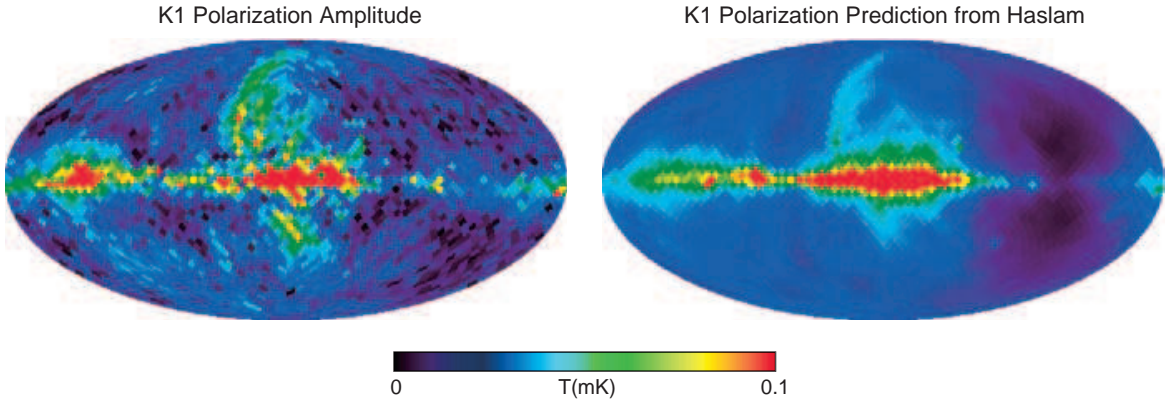 K1 Polarization Amplitude
K1 Polarization Prediction from Haslam
0 T(mK) 0.1